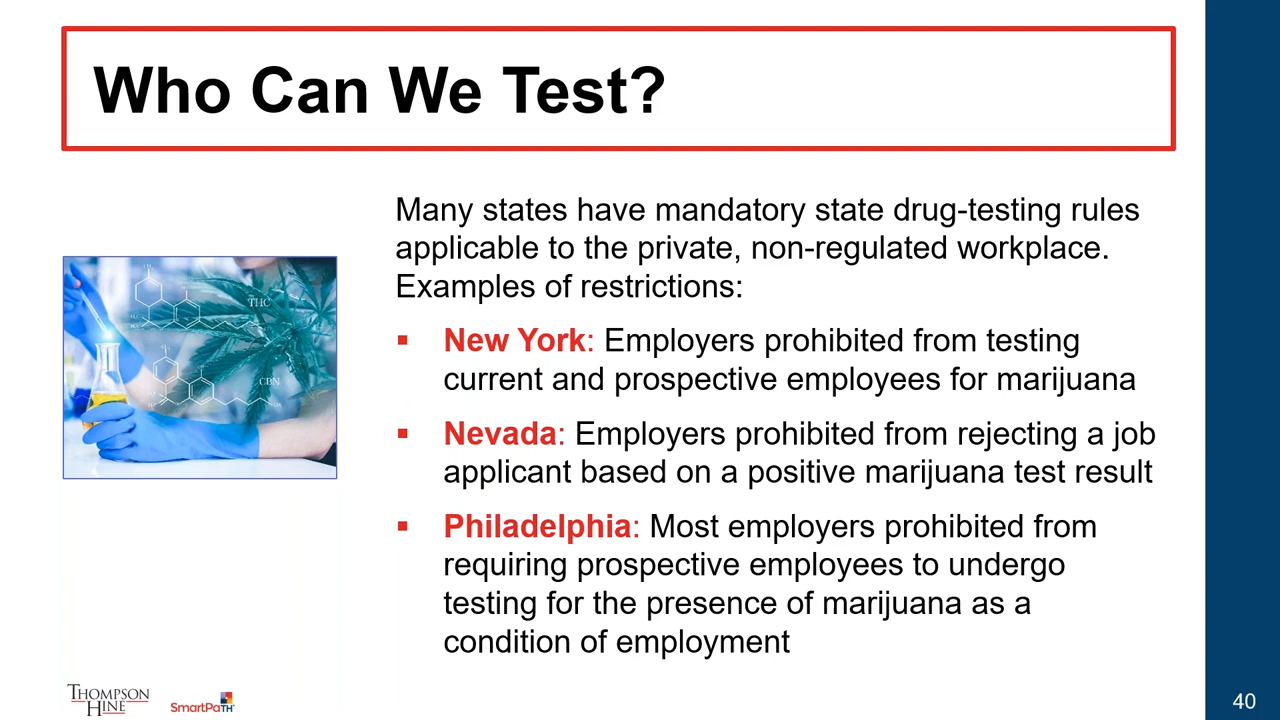 Who Can We Test?
Many states have mandatory state drug-testing rules
applicable to the private, non-regulated workplace.
Examples of restrictions:
▪ New York: Employers prohibited from testing
current and prospective employees for marijuana
▪ Nevada: Employers prohibited from rejecting a job
applicant based on a positive marijuana test result
▪ Philadelphia: Most employers prohibited from
requiring prospective employees to undergo
testing for the presence of marijuana as a
condition of employment
THC
CBN
THOMPSON
HINE
SmartPaTH
40